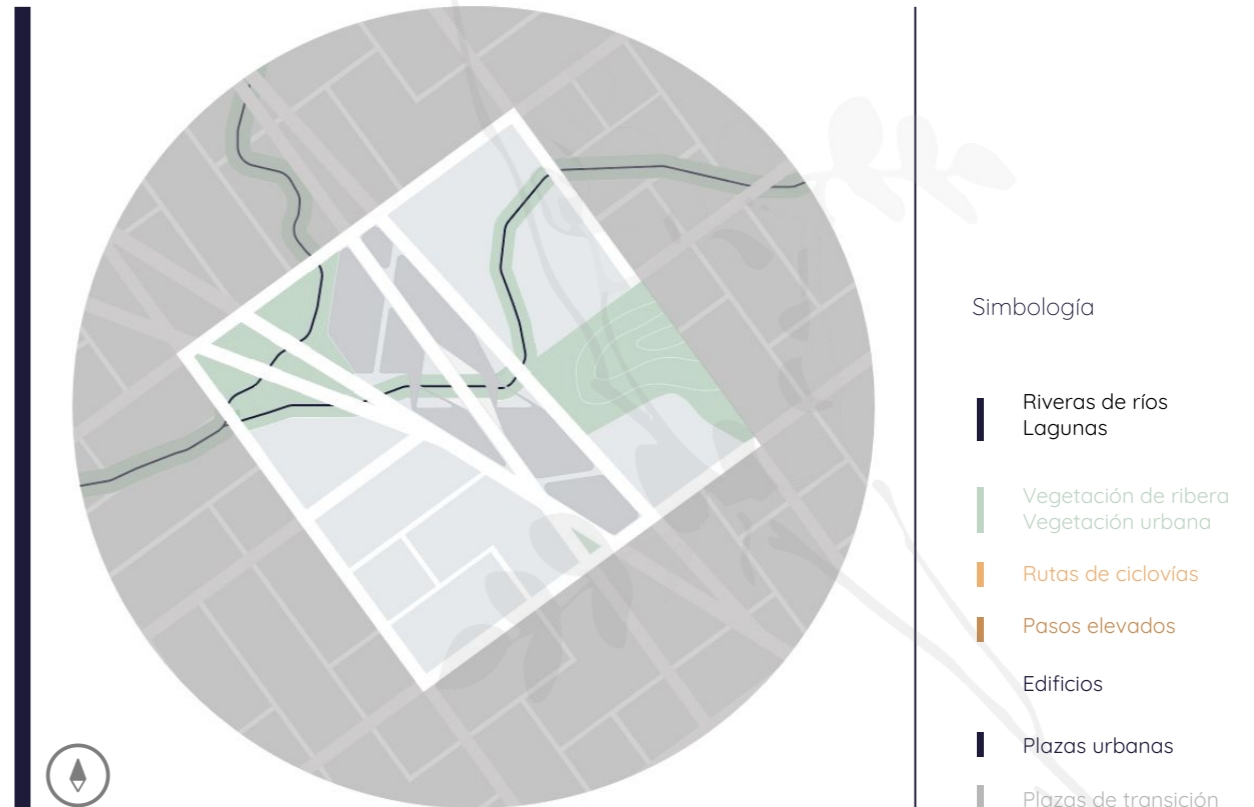 Simbología
Riveras de ríos
Lagunas
Vegetación de ribera
Vegetación urbana
Rutas de ciclovías
Pasos elevados
Edificios
Plazas urbanas
Plazas de transición